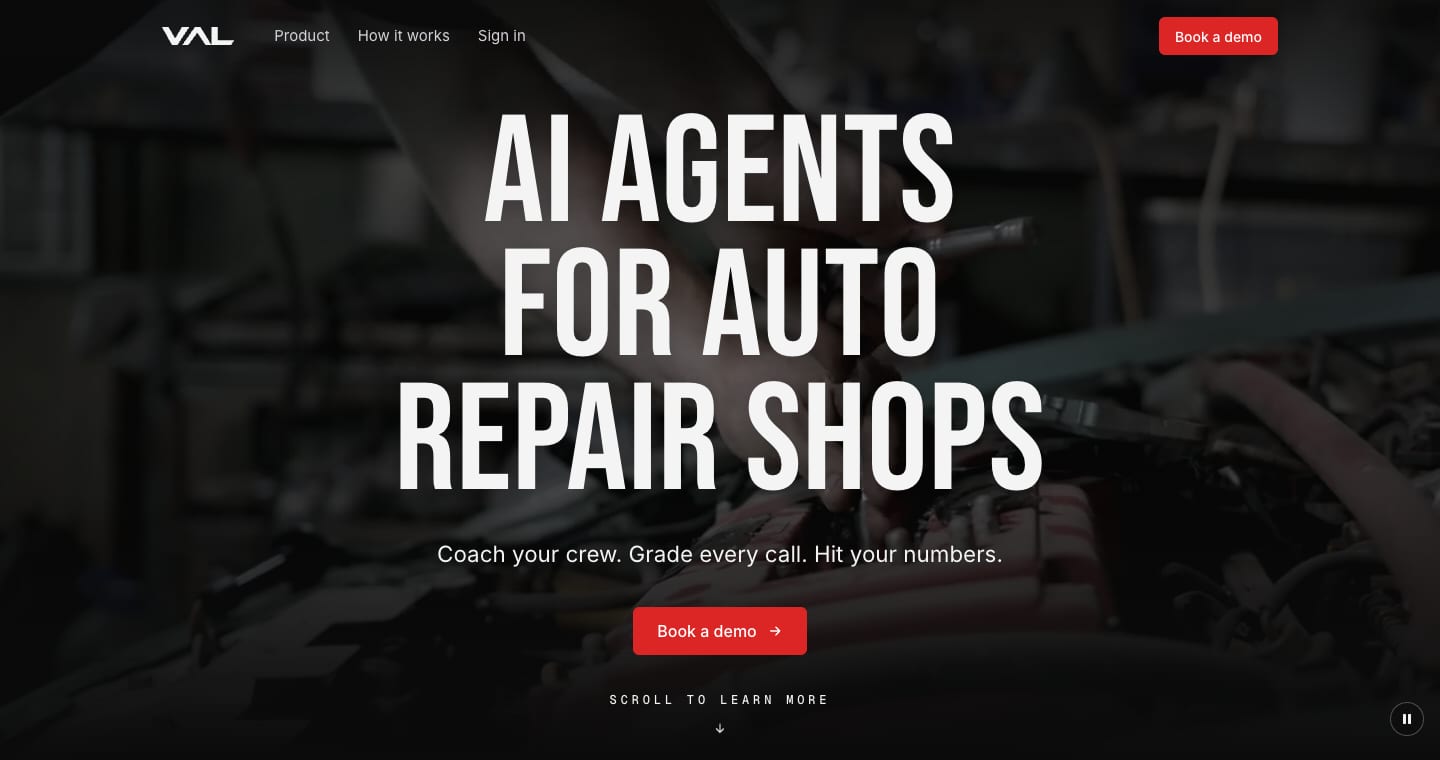 VAL
Product
How it works
Sign in
Book a demo
AI AGENTS
FOR AUTO
REPAIR SHOPS
Coach your crew. Grade every call. Hit your numbers.
Book a demo →
SCROLL TO LEARN MORE
↓